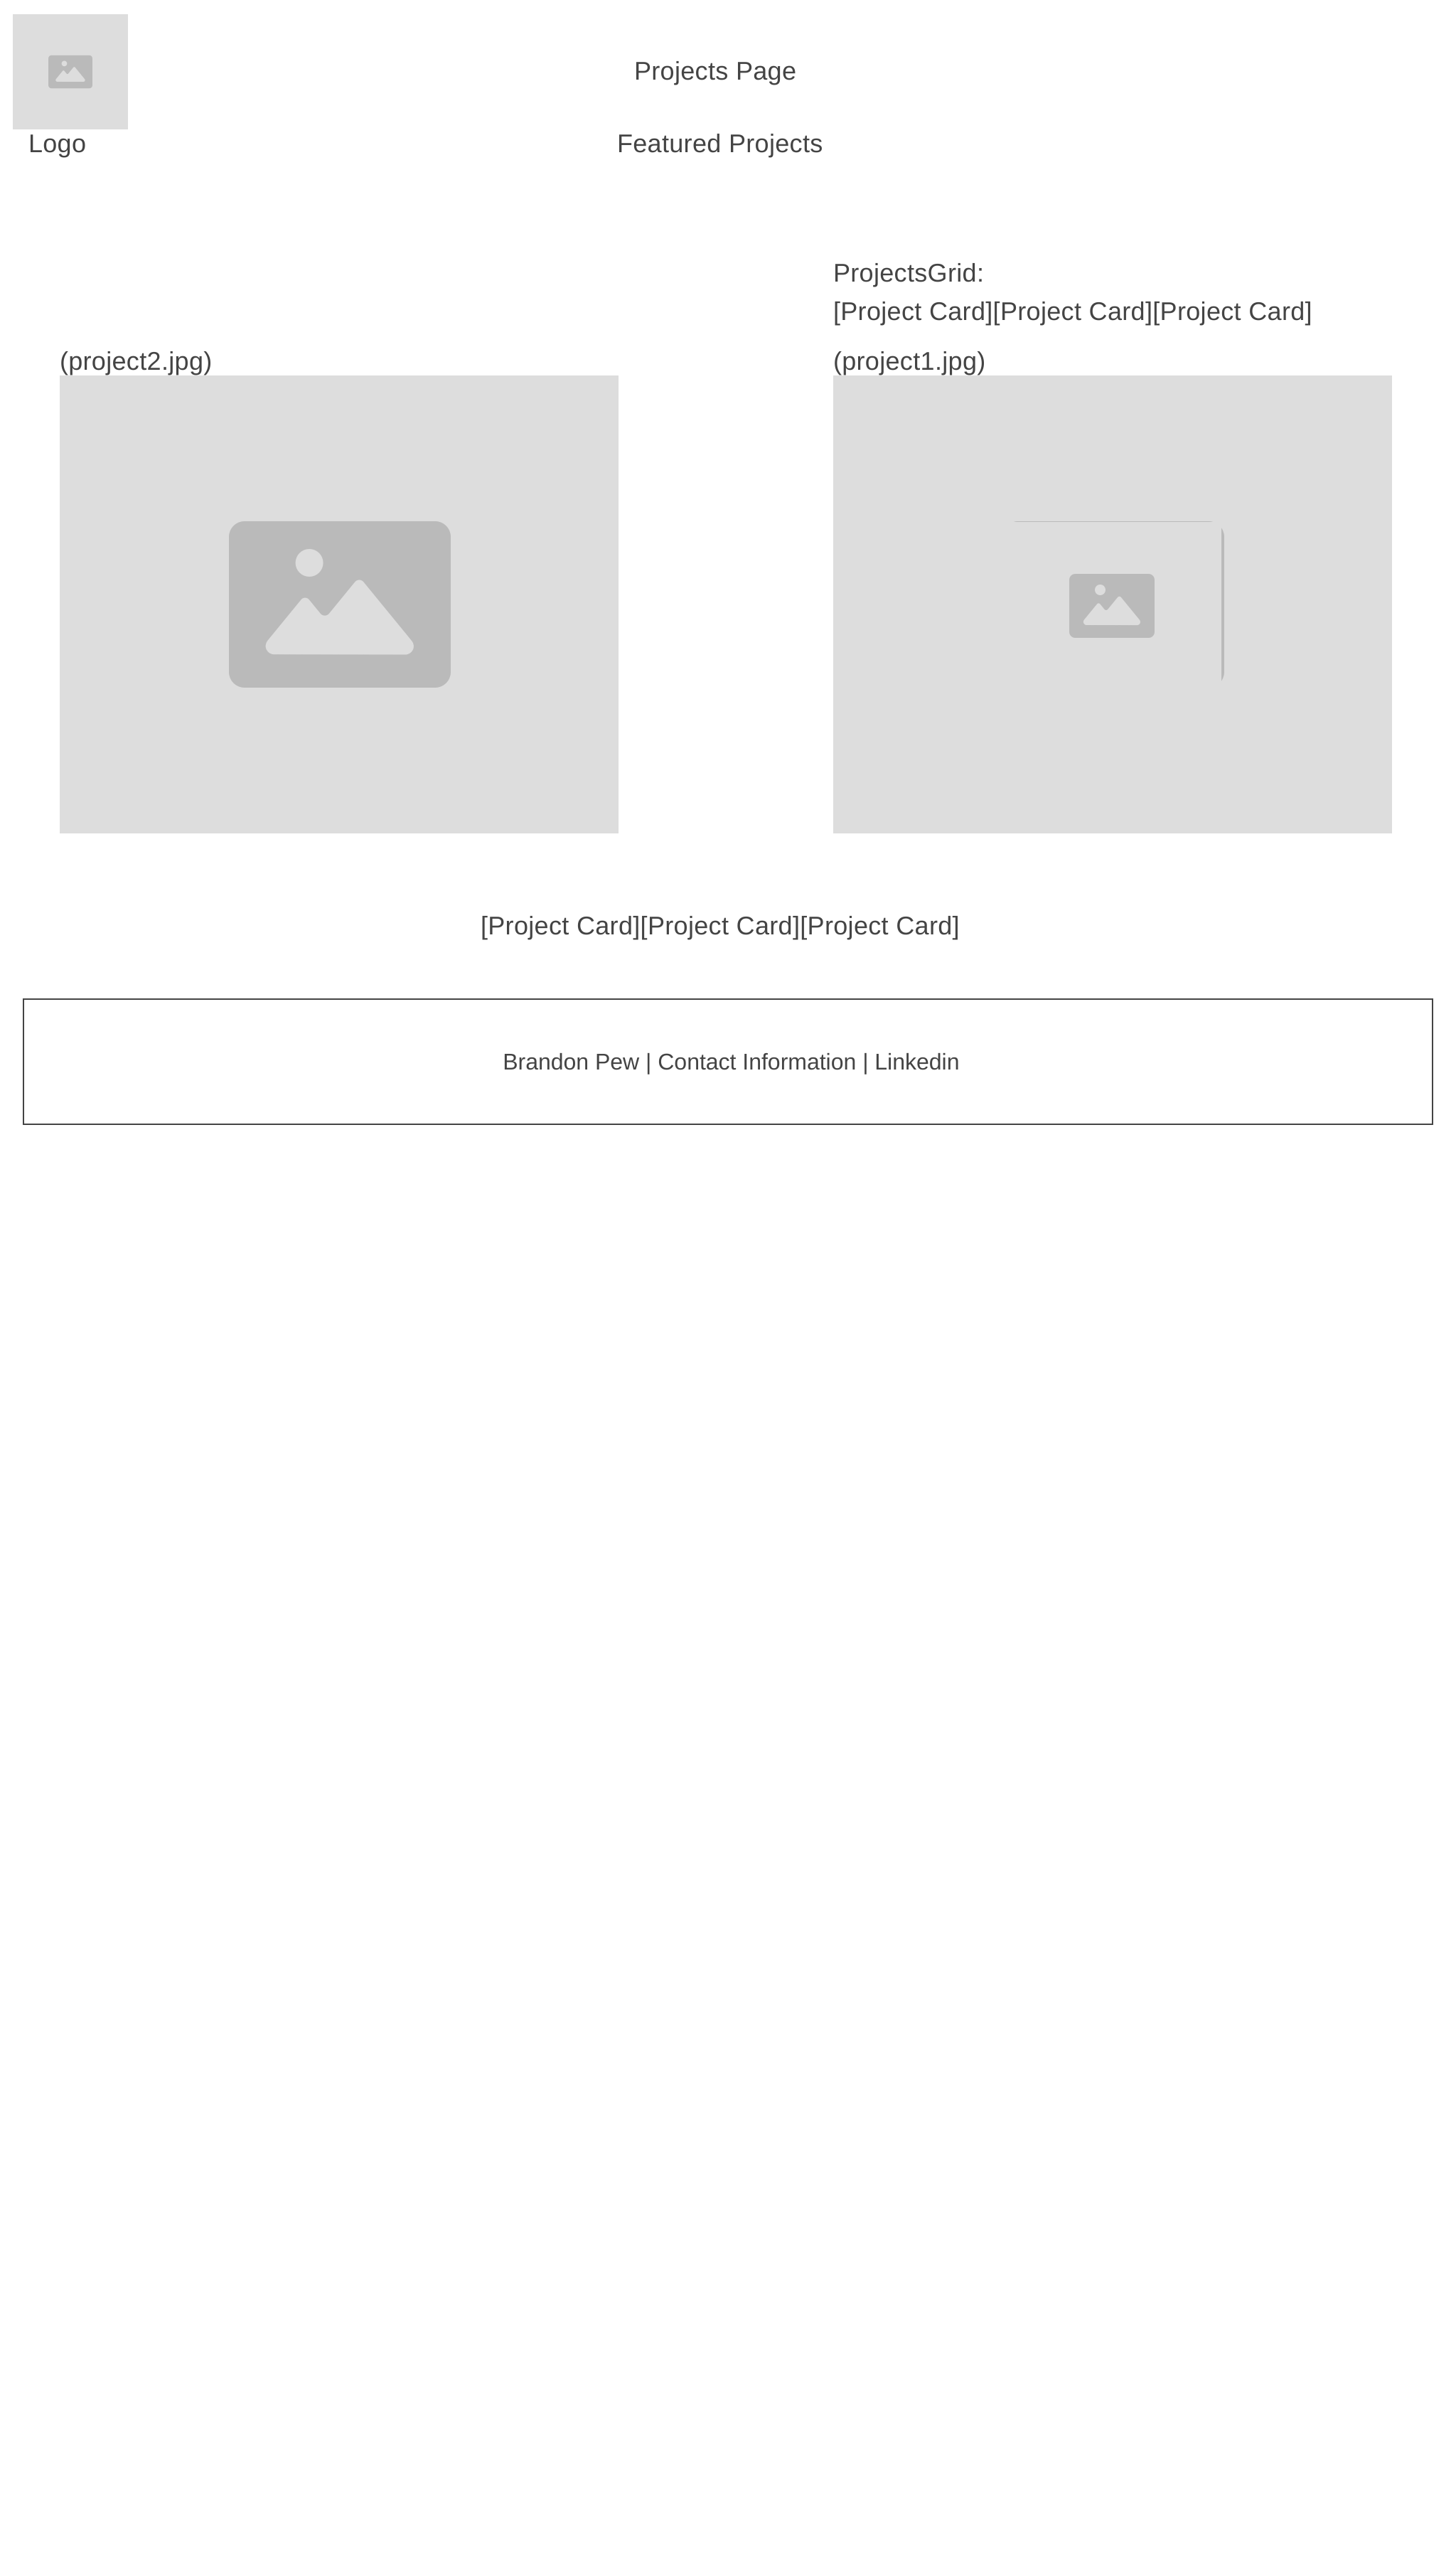 Projects Page
Logo
Featured Projects
ProjectsGrid:
[Project Card][Project Card][Project Card]
(project2.jpg)
(project1.jpg)
[Project Card][Project Card][Project Card]
Brandon Pew | Contact Information | Linkedin